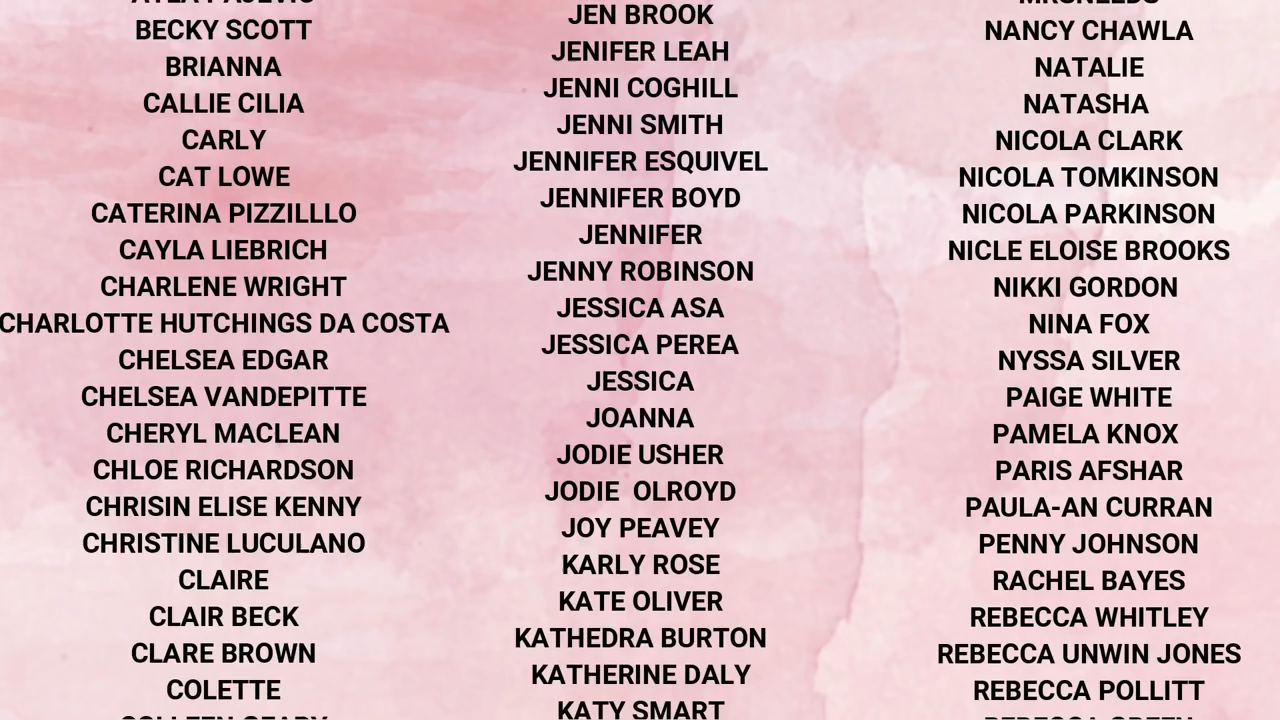 BECKY SCOTT
BRIANNA
CALLIE CILIA
CARLY
CAT LOWE
CATERINA PIZZILLLO
CAYLA LIEBRICH
CHARLENE WRIGHT
CHARLOTTE HUTCHINGS DA COSTA
CHELSEA EDGAR
CHELSEA VANDEPITTE
CHERYL MACLEAN
CHLOE RICHARDSON
CHRISIN ELISE KENNY
CHRISTINE LUCULANO
CLAIRE
CLAIR BECK
CLARE BROWN
COLETTE
JEN BROOK
JENIFER LEAH
JENNI COGHILL
JENNI SMITH
JENNIFER ESQUIVEL
JENNIFER BOYD
JENNIFER
JENNY ROBINSON
JESSICA ASA
JESSICA PEREA
JESSICA
JOANNA
JODIE USHER
JODIE  OLROYD
JOY PEAVEY
KARLY ROSE
KATE OLIVER
KATHEDRA BURTON
KATHERINE DALY
KATY SMART
NANCY CHAWLA
NATALIE
NATASHA
NICOLA CLARK
NICOLA TOMKINSON
NICOLA PARKINSON
NICLE ELOISE BROOKS
NIKKI GORDON
NINA FOX
NYSSA SILVER
PAIGE WHITE
PAMELA KNOX
PARIS AFSHAR
PAULA-AN CURRAN
PENNY JOHNSON
RACHEL BAYES
REBECCA WHITLEY
REBECCA UNWIN JONES
REBECCA POLLITT